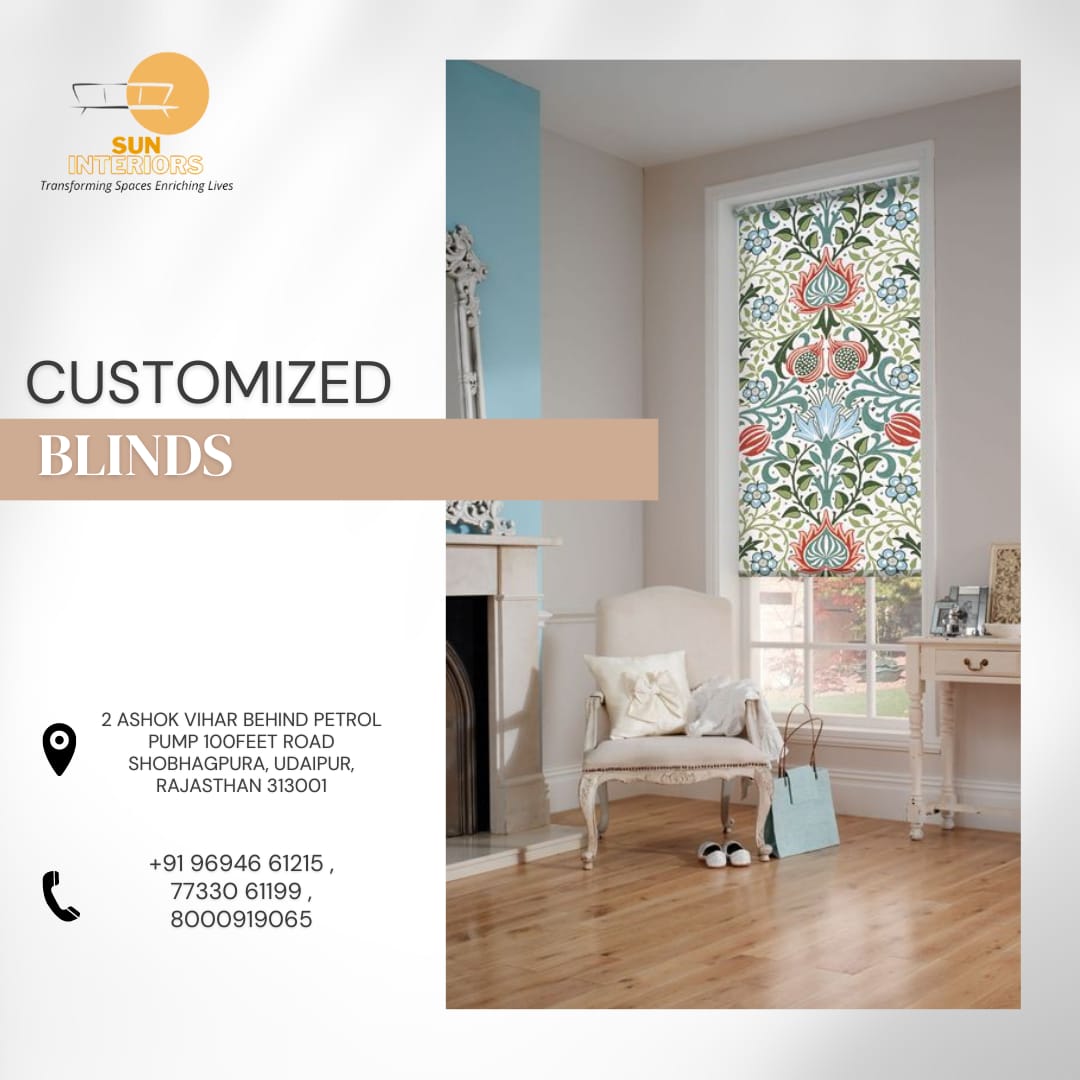 SUN
INTERIORS
Transforming Spaces Enriching Lives
CUSTOMIZED
BLINDS
2 ASHOK VIHAR BEHIND PETROL
PUMP 100FEET ROAD
SHOBHAGPURA, UDAIPUR,
RAJASTHAN 313001
+91 96946 61215 ,
77330 61199 ,
8000919065